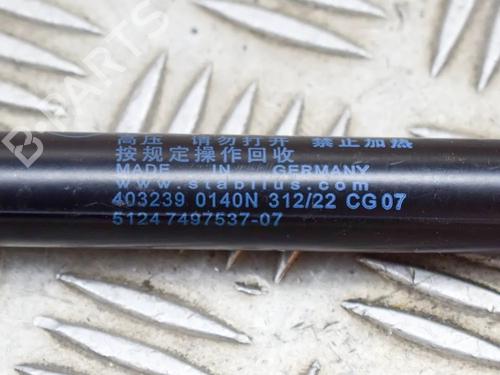 高压 请勿打开 禁止加热
按规定操作回收
MADE IN GERMANY
www.stabilus.com
403239 0140N 312/22 CG07
51247497537-07
B PARTS